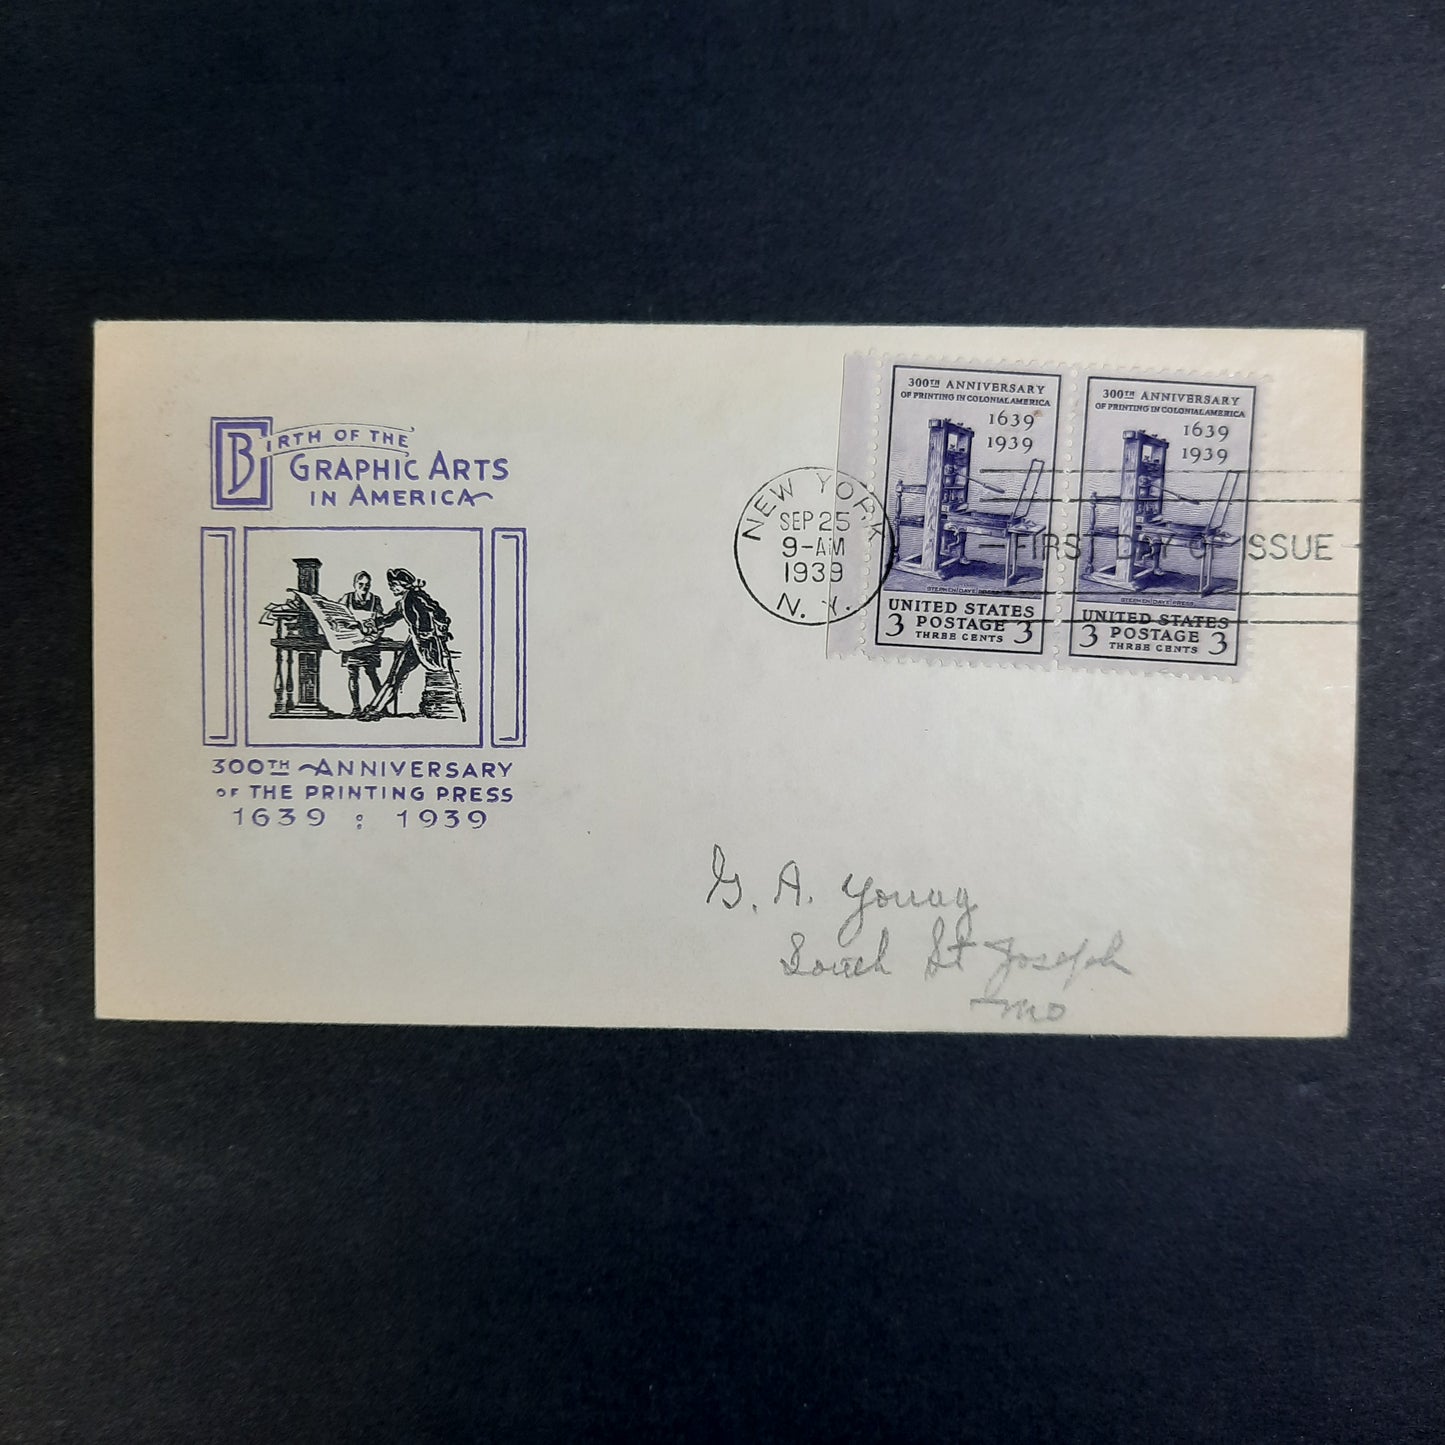 BIRTH OF THE
GRAPHIC ARTS
IN AMERICA
300TH ANNIVERSARY
OF THE PRINTING PRESS
1639 : 1939
NEW YORK
SEP 25
9-AM
1939
N. Y.
FIRST DAY OF ISSUE
300TH ANNIVERSARY
OF PRINTING IN COLONIAL AMERICA
1639
1939
STEPHEN DAYE PRESS
UNITED STATES
3 POSTAGE 3
THREE CENTS
300TH ANNIVERSARY
OF PRINTING IN COLONIAL AMERICA
1639
1939
STEPHEN DAYE PRESS
UNITED STATES
3 POSTAGE 3
THREE CENTS
G. A. Young
South St Joseph
Mo